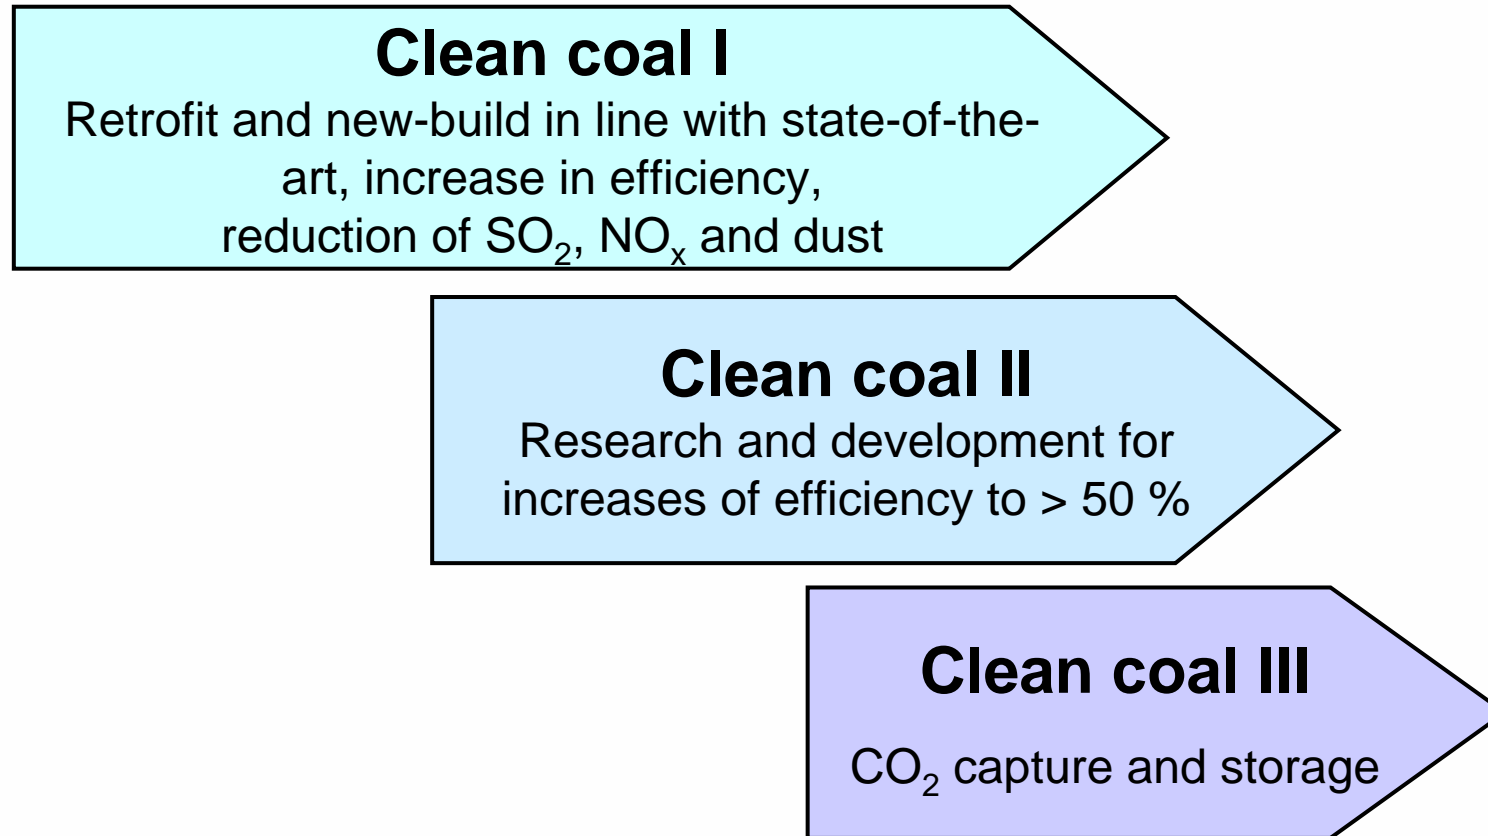 Clean coal I
Retrofit and new-build in line with state-of-the-
art, increase in efficiency,
reduction of SO₂, NOₓ and dust
Clean coal II
Research and development for
increases of efficiency to > 50 %
Clean coal III
CO₂ capture and storage